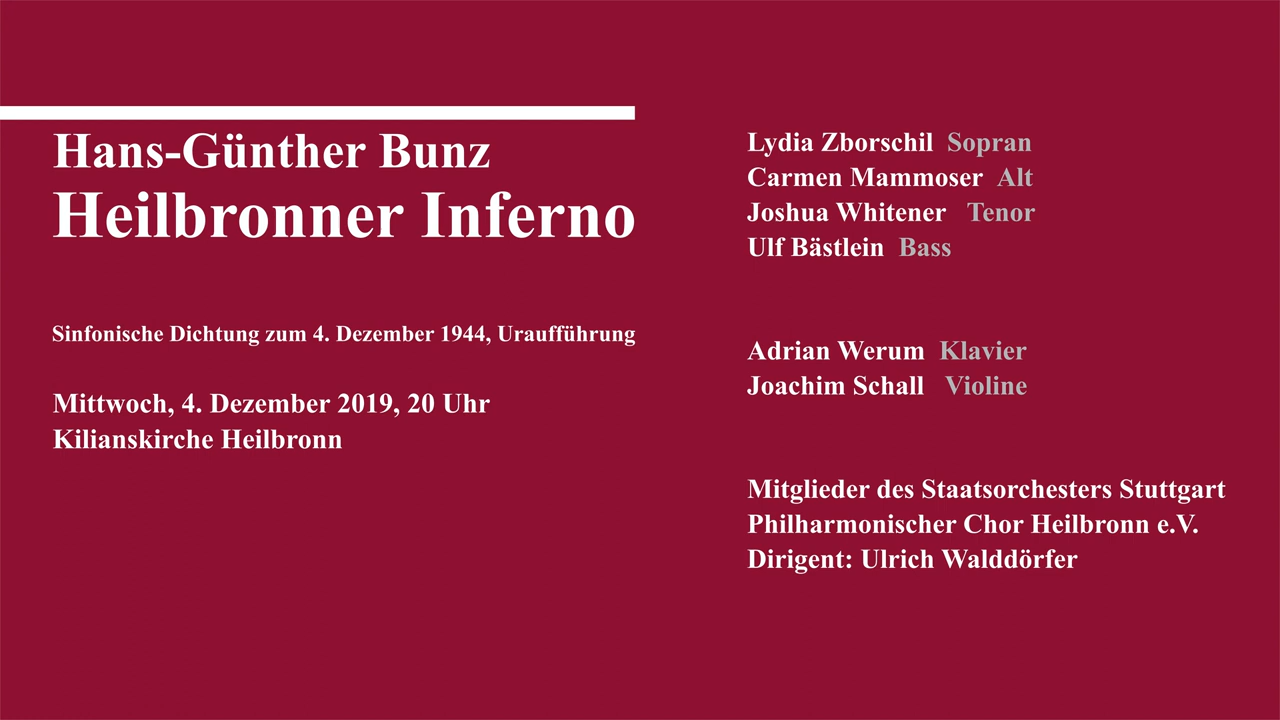 Hans-Günther Bunz
Heilbronner Inferno
Sinfonische Dichtung zum 4. Dezember 1944, Uraufführung
Mittwoch, 4. Dezember 2019, 20 Uhr
Kilianskirche Heilbronn
Lydia Zborschil Sopran
Carmen Mammoser Alt
Joshua Whitener Tenor
Ulf Bästlein Bass
Adrian Werum Klavier
Joachim Schall Violine
Mitglieder des Staatsorchesters Stuttgart
Philharmonischer Chor Heilbronn e.V.
Dirigent: Ulrich Walddörfer